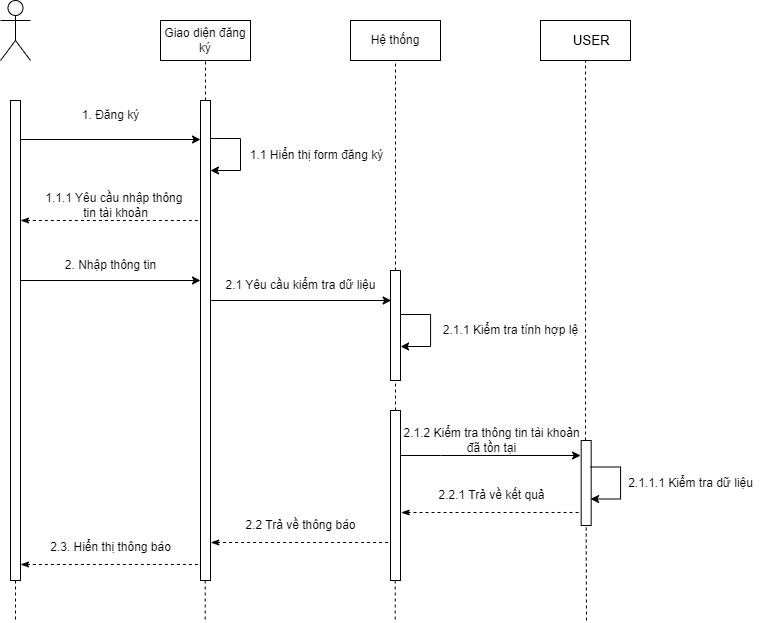 Giao diện đăng
ký
Hệ thống
USER
1. Đăng ký
1.1 Hiển thị form đăng ký
1.1.1 Yêu cầu nhập thông
tin tài khoản
2. Nhập thông tin
2.1 Yêu cầu kiểm tra dữ liệu
2.1.1 Kiểm tra tính hợp lệ
2.1.2 Kiểm tra thông tin tài khoản
đã tồn tại
2.1.1.1 Kiểm tra dữ liệu
2.2.1 Trả về kết quả
2.2 Trả về thông báo
2.3. Hiển thị thông báo